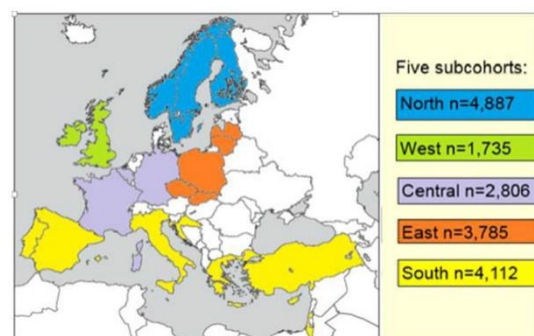 Five subcohorts:
North n=4,887
West n=1,735
Central n=2,806
East n=3,785
South n=4,112